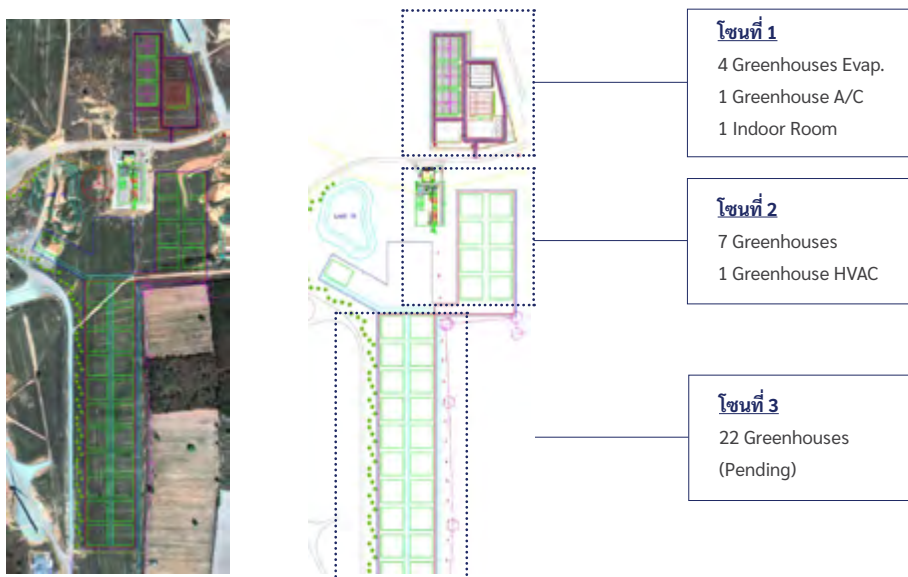 โซนที่ 1
4 Greenhouses Evap.
1 Greenhouse A/C
1 Indoor Room
โซนที่ 2
7 Greenhouses
1 Greenhouse HVAC
โซนที่ 3
22 Greenhouses
(Pending)